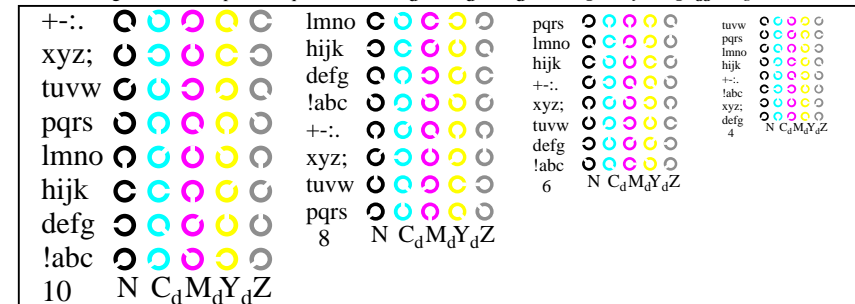 +-:.
xyz;
tuvw
pqrs
lmno
hijk
defg
!abc
10 N CdMdYdZ
lmno
hijk
defg
!abc
+-:.
xyz;
tuvw
pqrs
8 N CdMdYdZ
pqrs
lmno
hijk
+-:.
xyz;
tuvw
defg
!abc
6 N CdMdYdZ
tuvw
pqrs
lmno
hijk
+-:.
!abc
xyz;
defg
4 N CdMdYdZ